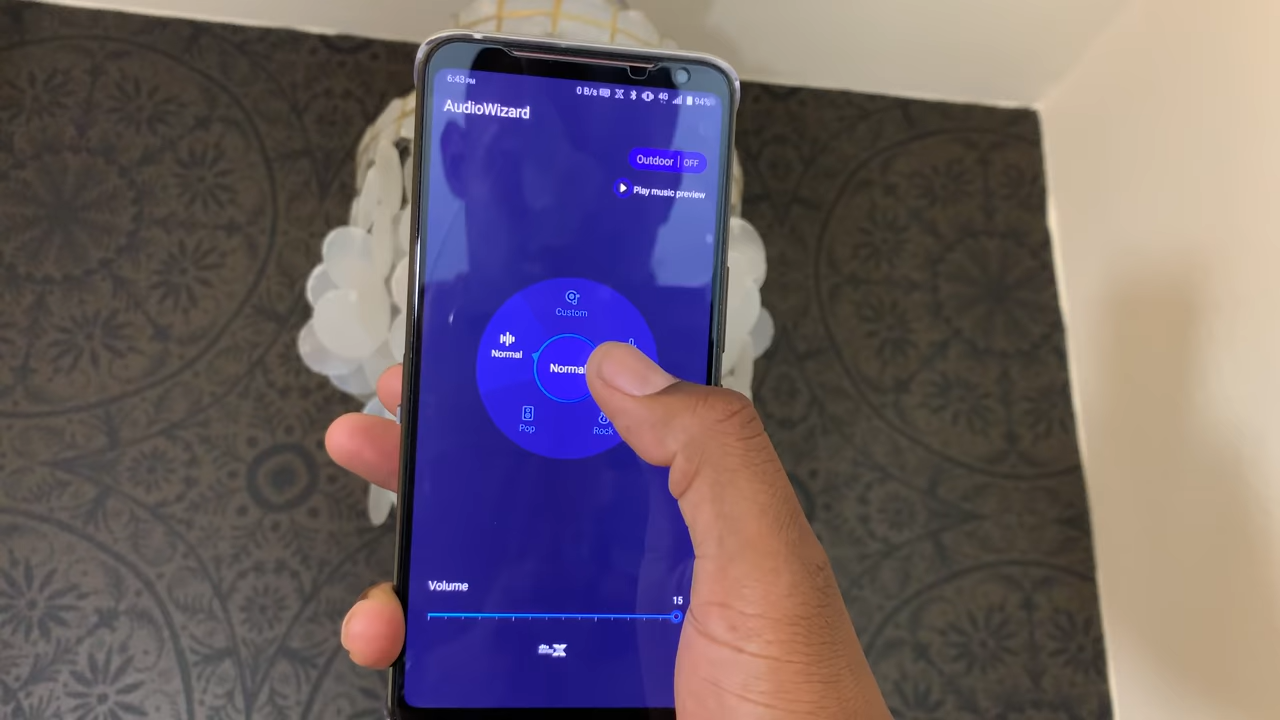 6:43 PM
0 B/s 4G 94%
AudioWizard
Outdoor | OFF
Play music preview
Custom
Normal
Normal
Pop
Rock
Volume
15
dts X